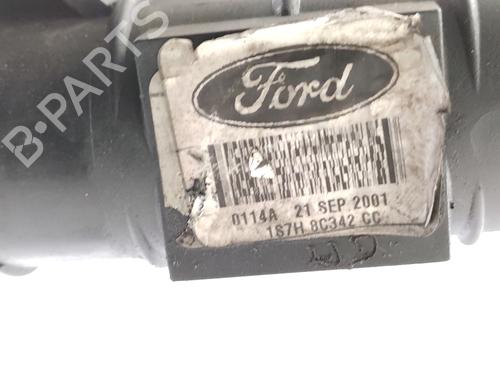 B-PARTS
Ford
0114A 21 SEP 2001
1S7H 8C342 CC